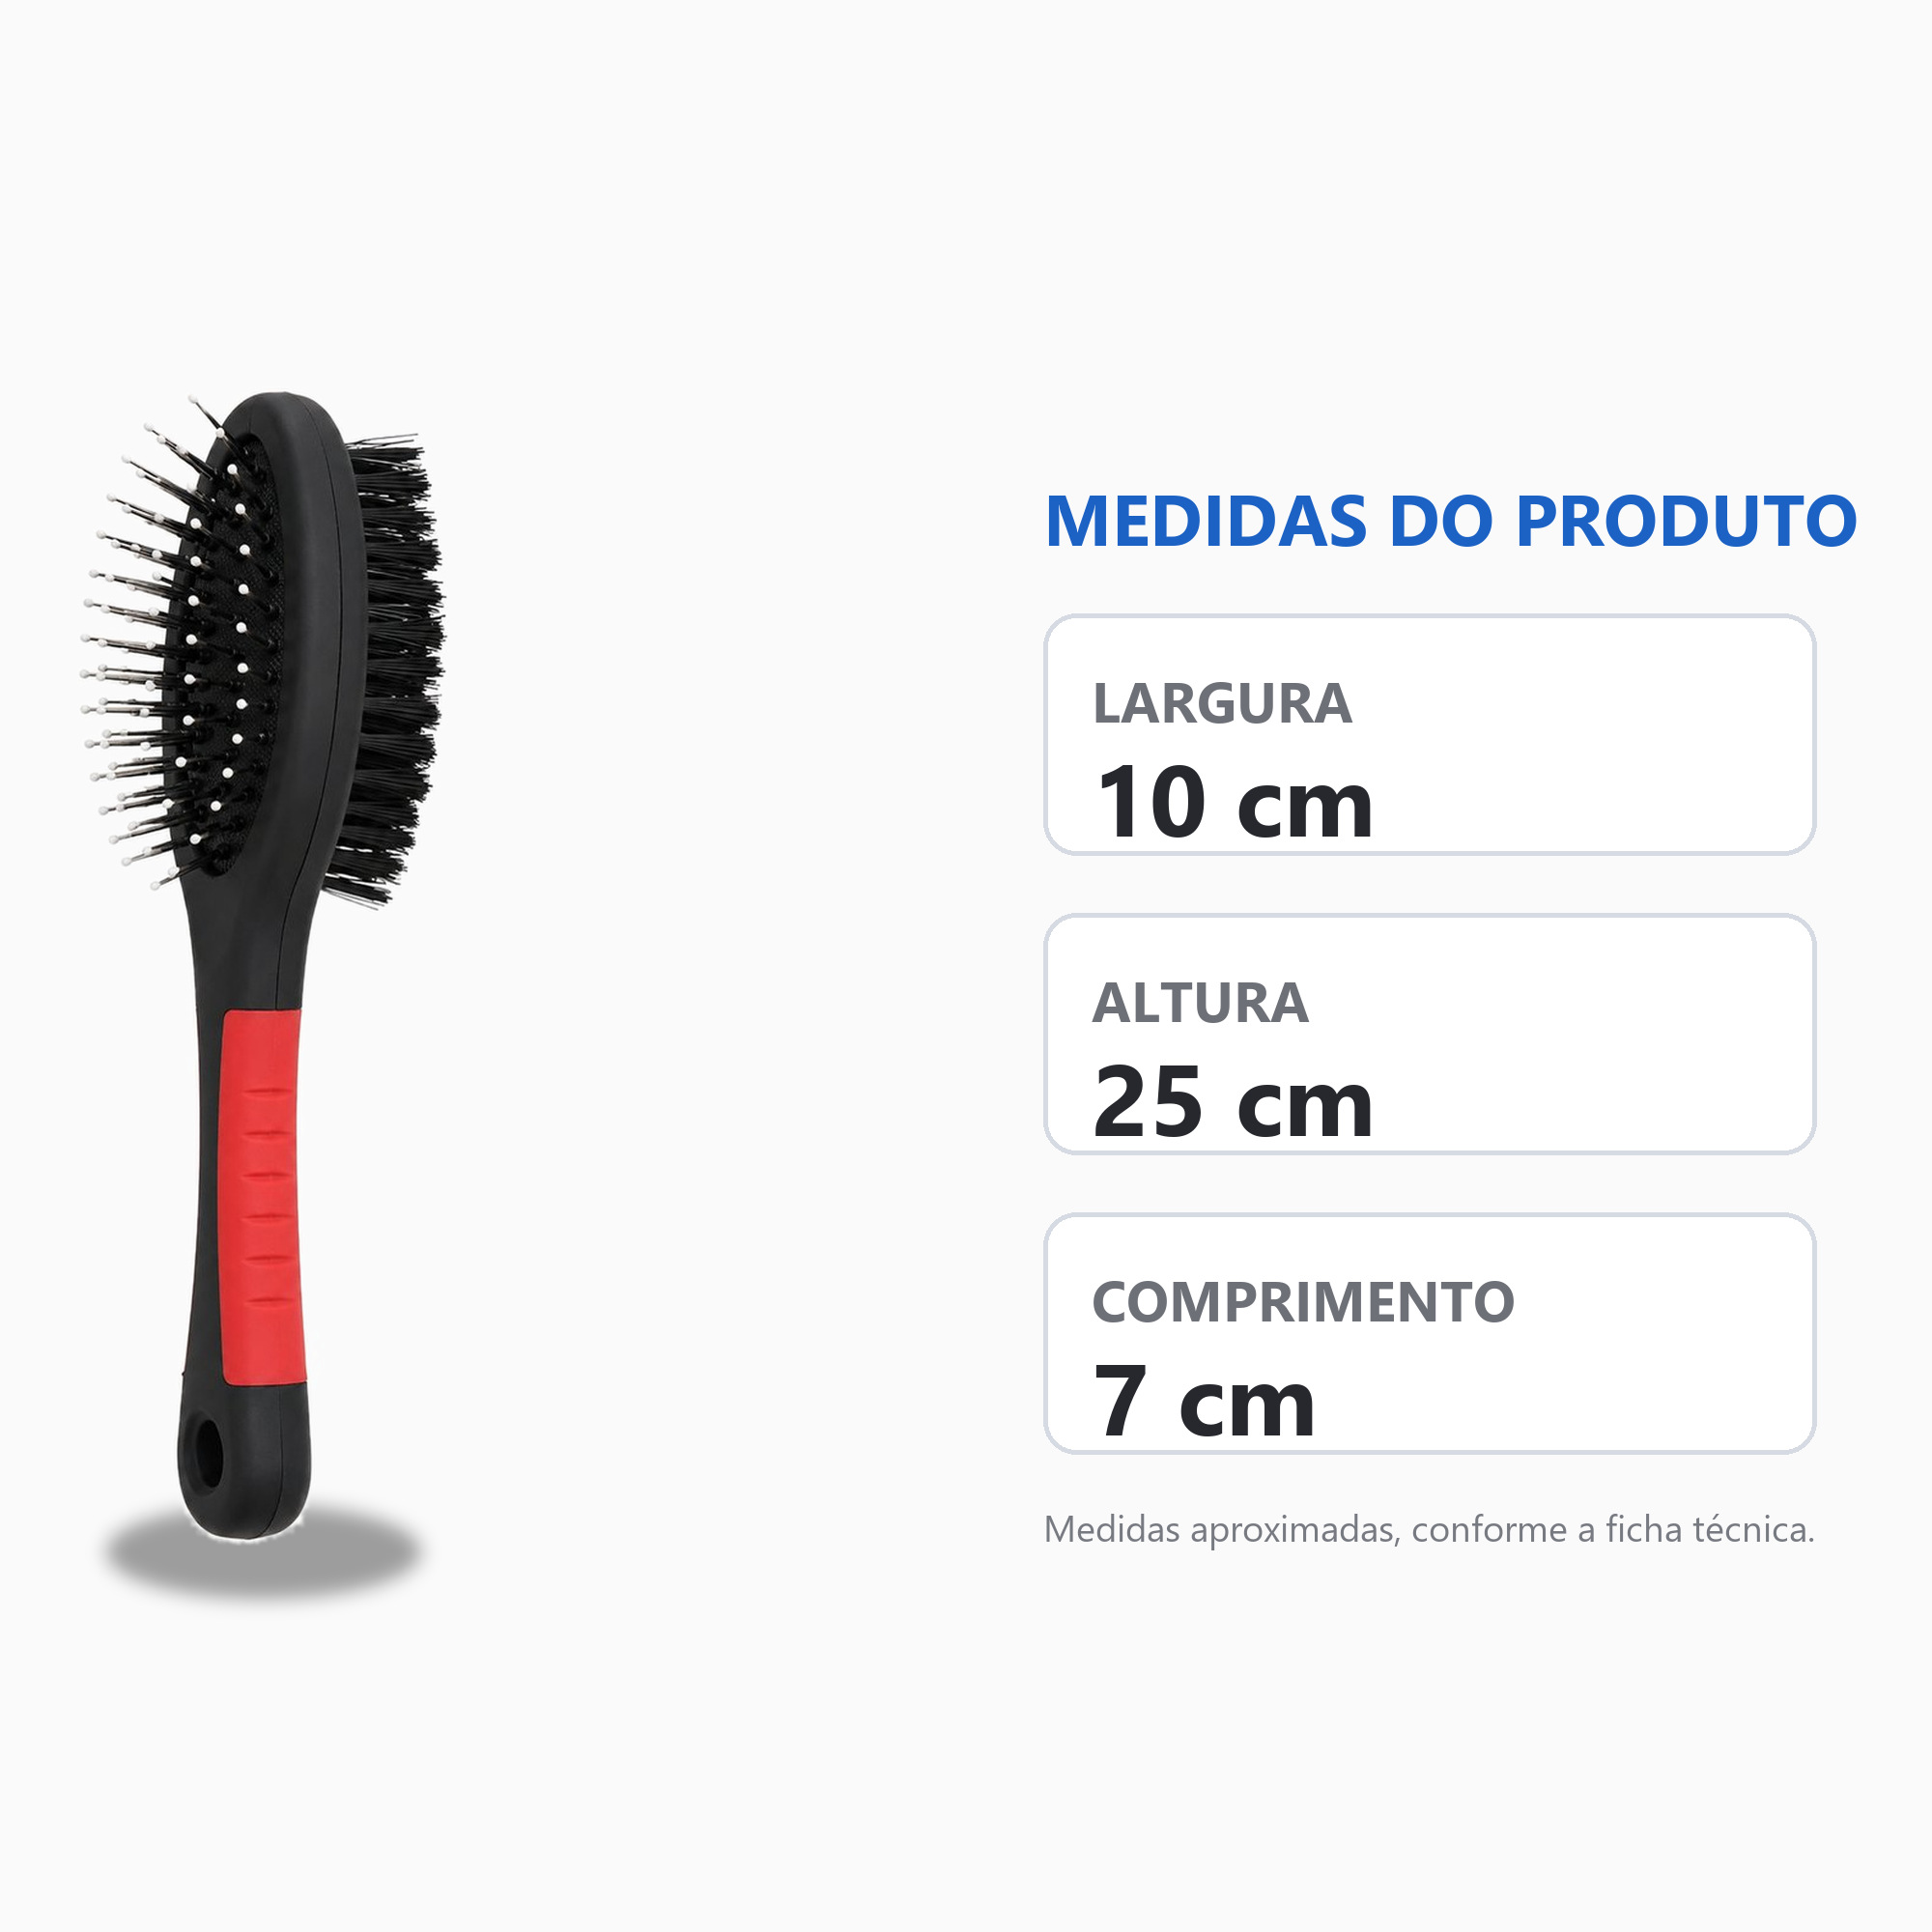 MEDIDAS DO PRODUTO
LARGURA
10 cm
ALTURA
25 cm
COMPRIMENTO
7 cm
Medidas aproximadas, conforme a ficha técnica.